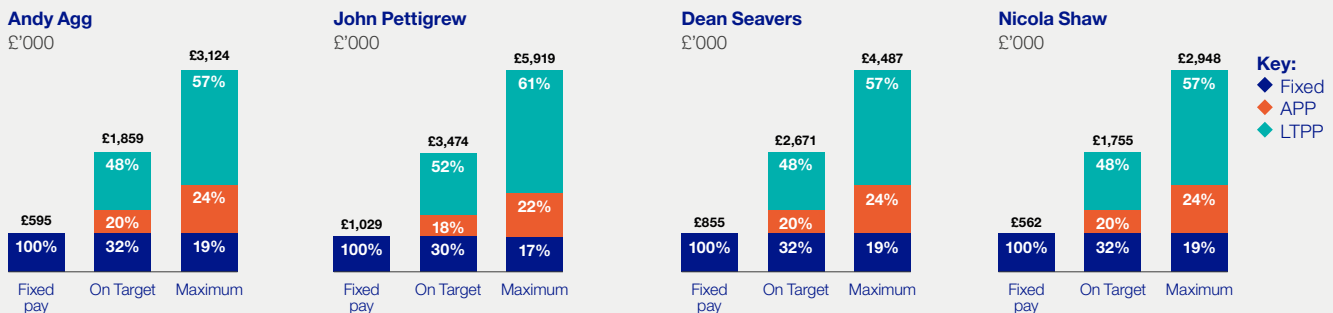 Andy Agg
£’000
£3,124
57%
£1,859
48%
24%
£595
20%
100%
32%
19%
Fixed
pay
On Target
Maximum
John Pettigrew
£’000
£5,919
61%
£3,474
52%
22%
£1,029
18%
100%
30%
17%
Fixed
pay
On Target
Maximum
Dean Seavers
£’000
£4,487
57%
£2,671
48%
24%
£855
20%
100%
32%
19%
Fixed
pay
On Target
Maximum
Nicola Shaw
£’000
£2,948
57%
£1,755
48%
24%
£562
20%
100%
32%
19%
Fixed
pay
On Target
Maximum
Key:
Fixed
APP
LTPP